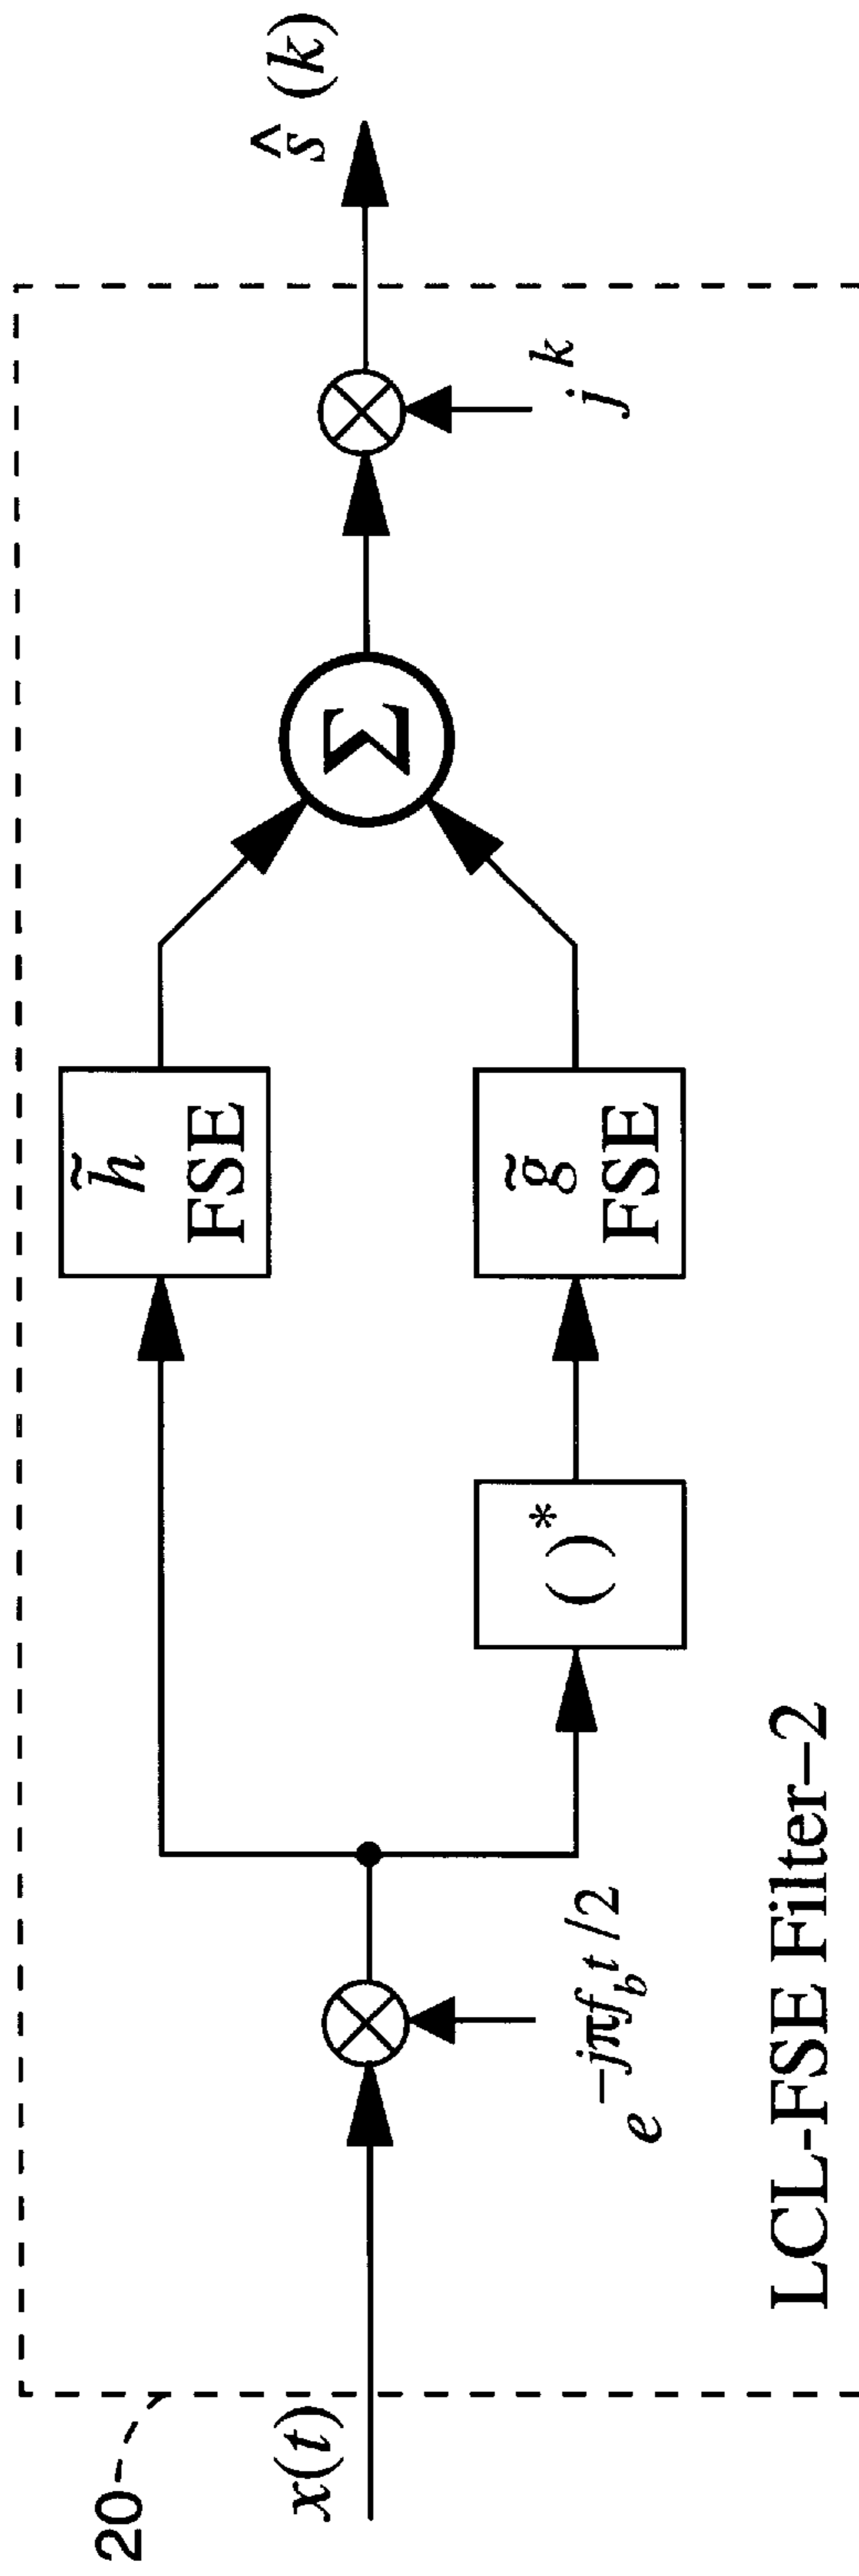 20
x(t)
e^{-jπf_b t/2}
( )*
h̃
FSE
g̃
FSE
Σ
j^k
ŝ (k)
LCL-FSE Filter–2